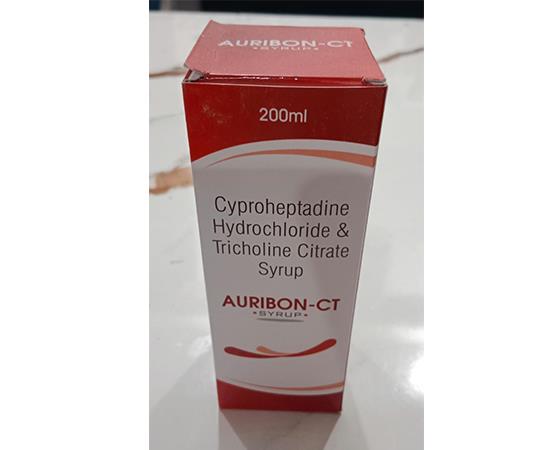 AURIBON-CT
•SYRUP•
200ml
Cyproheptadine
Hydrochloride &
Tricholine Citrate
Syrup
AURIBON-CT
•SYRUP•